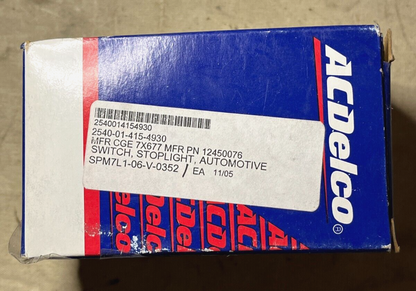 2540014154930
2540-01-415-4930
MFR CGE 7X677 MFR PN 12450076
SWITCH, STOPLIGHT, AUTOMOTIVE
SPM7L1-06-V-0352 / EA 11/05
ACDelco®